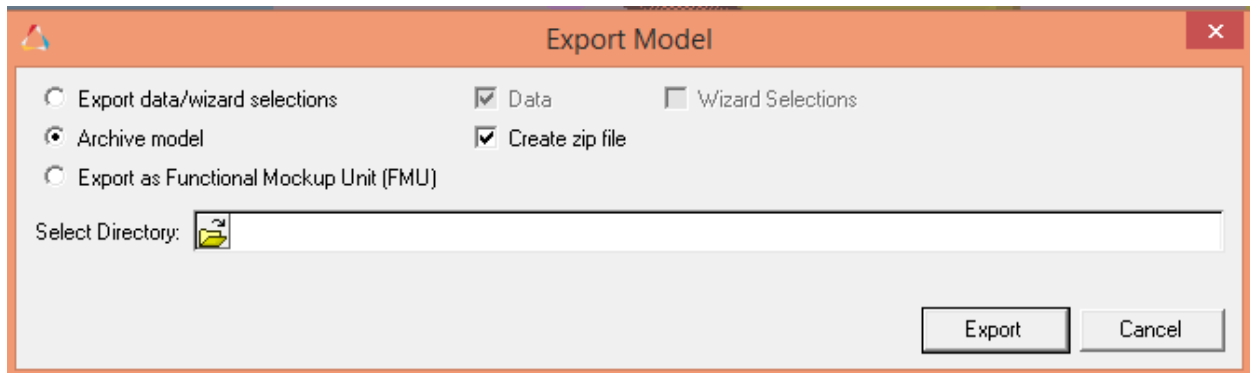 Export Model
Export data/wizard selections Data Wizard Selections
Archive model Create zip file
Export as Functional Mockup Unit (FMU)
Select Directory:
Export Cancel